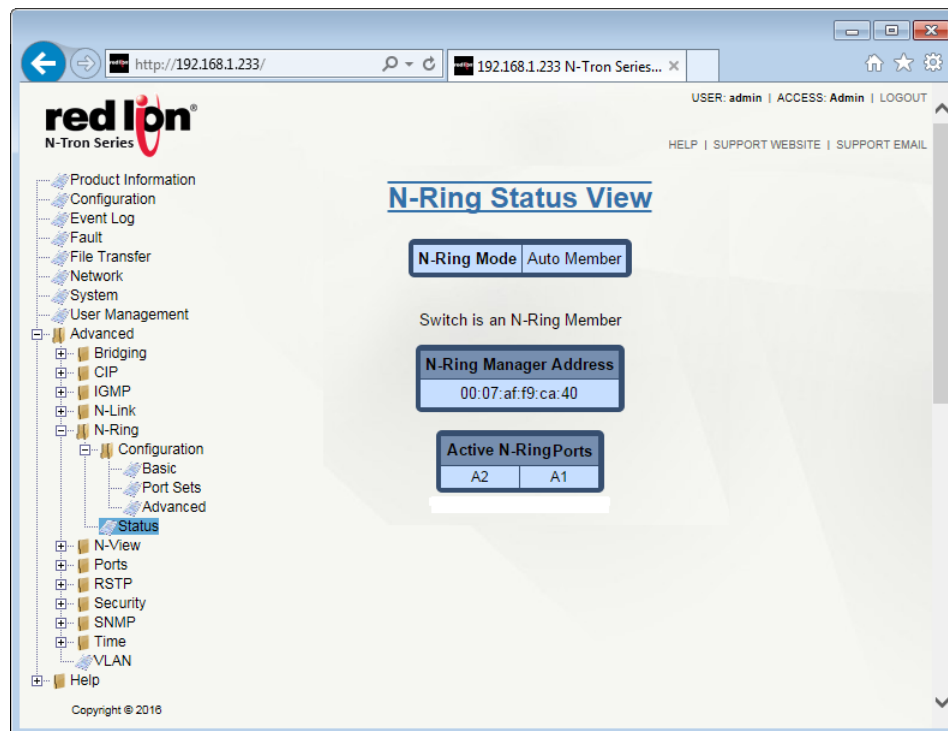 http://192.168.1.233/
192.168.1.233 N-Tron Series...
red lion®
N-Tron Series
USER: admin | ACCESS: Admin | LOGOUT
HELP | SUPPORT WEBSITE | SUPPORT EMAIL
Product Information
Configuration
Event Log
Fault
File Transfer
Network
System
User Management
Advanced
Bridging
CIP
IGMP
N-Link
N-Ring
Configuration
Basic
Port Sets
Advanced
Status
N-View
Ports
RSTP
Security
SNMP
Time
VLAN
Help
Copyright © 2016
N-Ring Status View
N-Ring Mode Auto Member
Switch is an N-Ring Member
N-Ring Manager Address
00:07:af:f9:ca:40
Active N-RingPorts
A2 A1